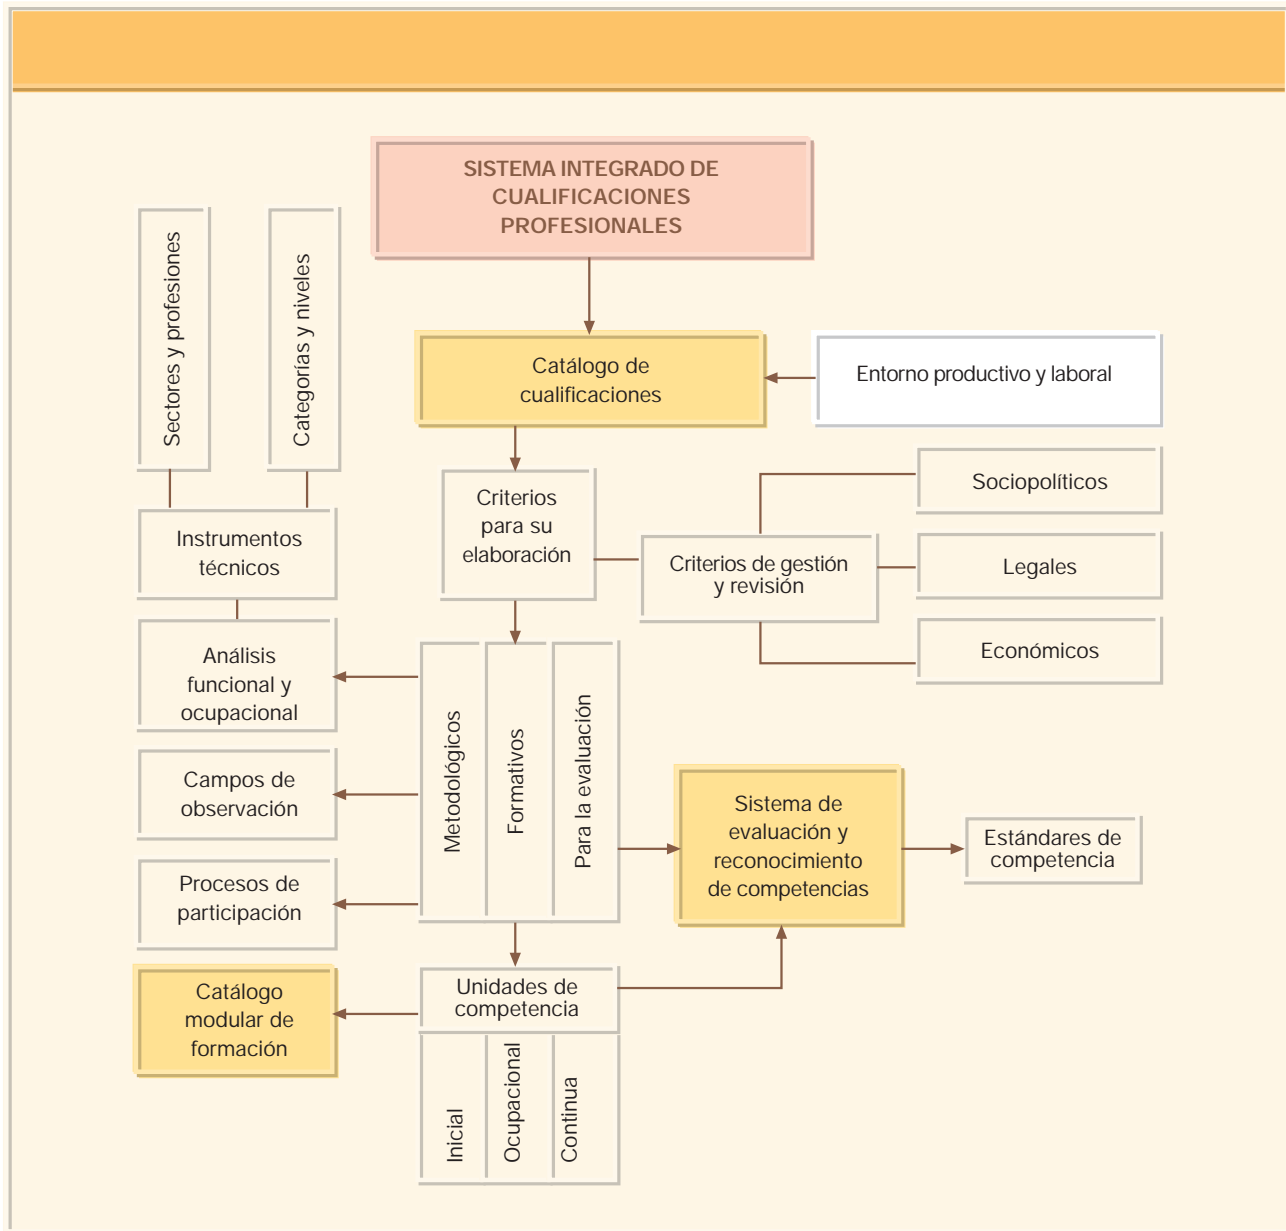 SISTEMA INTEGRADO DE
CUALIFICACIONES
PROFESIONALES
Sectores y profesiones
Categorías y niveles
Catálogo de
cualificaciones
Entorno productivo y laboral
Criterios
para su
elaboración
Sociopolíticos
Instrumentos
técnicos
Criterios de gestión
y revisión
Legales
Económicos
Análisis
funcional y
ocupacional
Metodológicos
Formativos
Para la evaluación
Campos de
observación
Sistema de
evaluación y
reconocimiento
de competencias
Estándares de
competencia
Procesos de
participación
Catálogo
modular de
formación
Unidades de
competencia
Inicial
Ocupacional
Continua